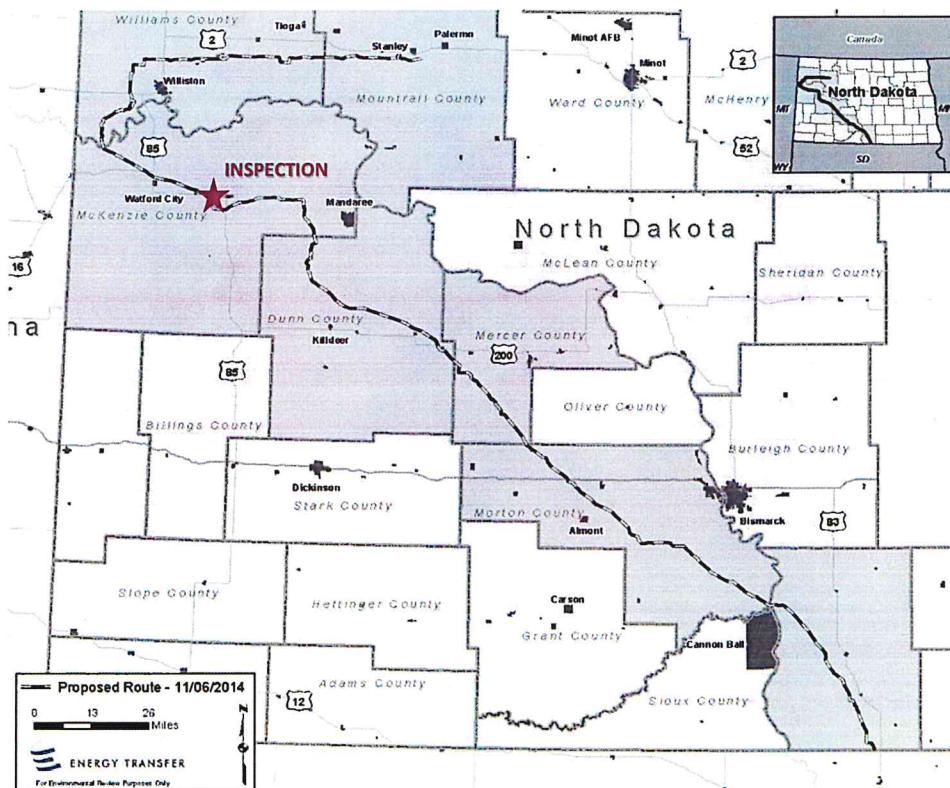 Williams County
Tioga
2
Stanley
Palermo
Minot AFB
Minot
2
Williston
Mountrail County
Ward County
McHenry
52
85
INSPECTION
Watford City
McKenzie County
Mandaree
16
North Dakota
McLean County
Sheridan County
na
Dunn County
Killdeer
Mercer County
200
85
Oliver County
Billings County
Burleigh County
Dickinson
Stark County
Morton County
Almont
Bismarck
83
Slope County
Hettinger County
Carson
Grant County
Cannon Ball
Adams County
12
Sioux County
Canada
MT
North Dakota
WY
SD
Proposed Route - 11/06/2014
0 13 26
Miles
N
ENERGY TRANSFER
For Environmental Review Purposes Only